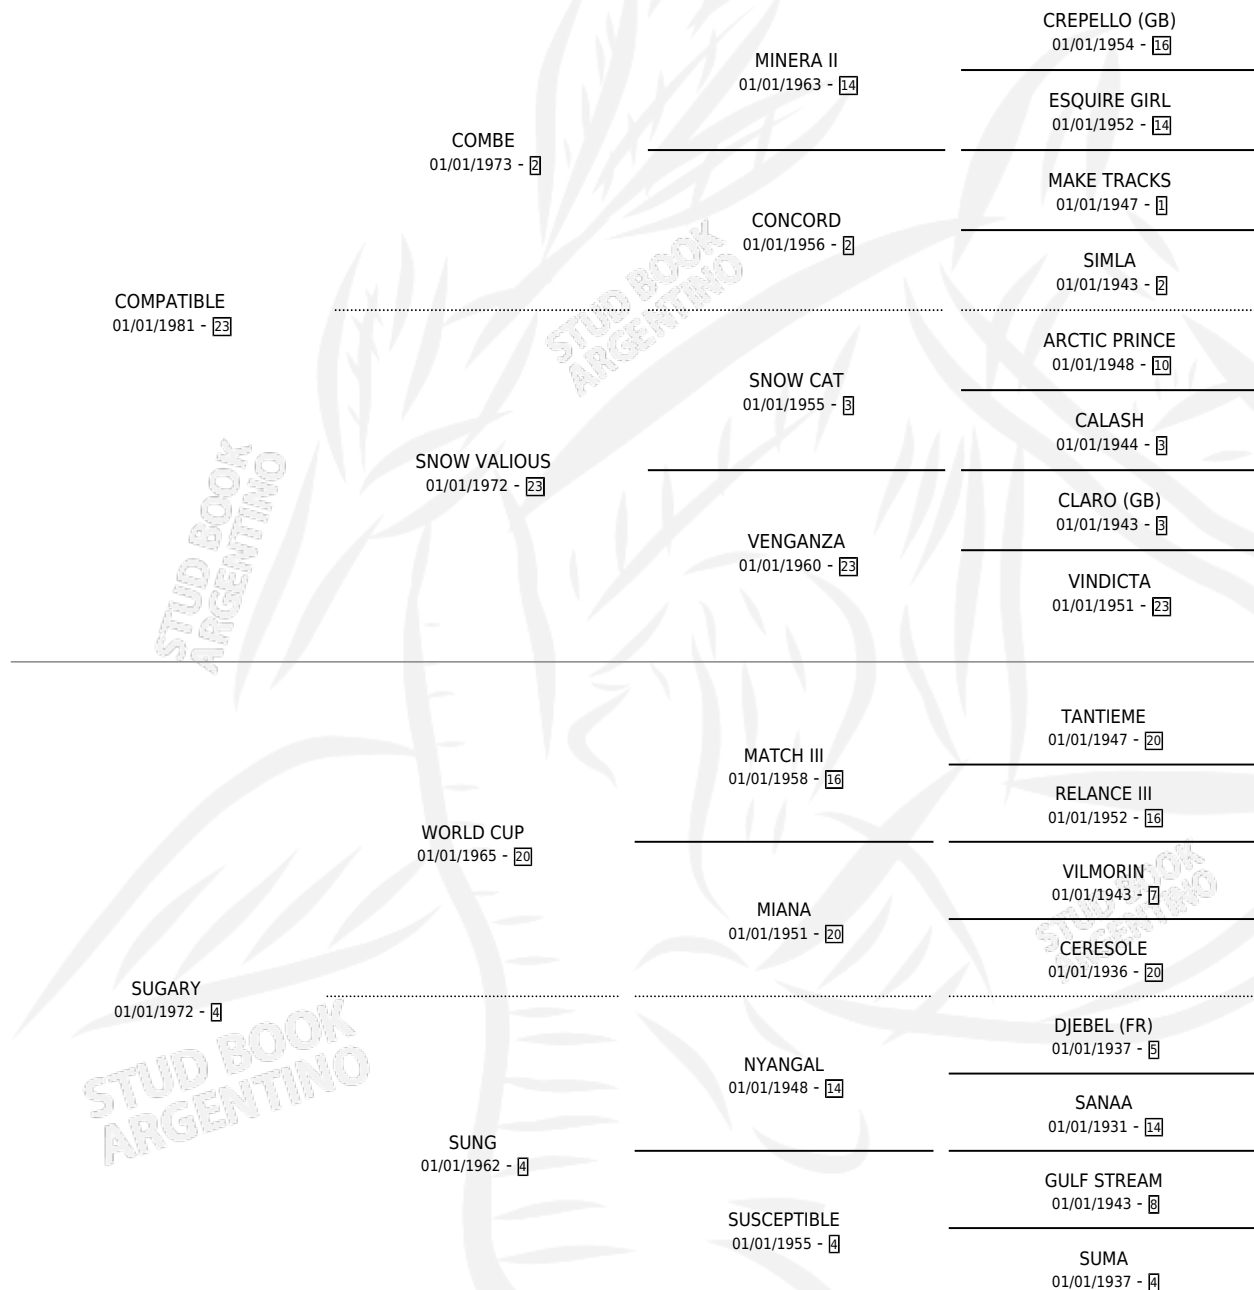 CREPELLO (GB)
01/01/1954 - 16
MINERA II
01/01/1963 - 14
ESQUIRE GIRL
01/01/1952 - 14
COMBE
01/01/1973 - 2
MAKE TRACKS
01/01/1947 - 1
CONCORD
01/01/1956 - 2
SIMLA
01/01/1943 - 2
COMPATIBLE
01/01/1981 - 23
ARCTIC PRINCE
01/01/1948 - 10
SNOW CAT
01/01/1955 - 3
CALASH
01/01/1944 - 3
SNOW VALIOUS
01/01/1972 - 23
CLARO (GB)
01/01/1943 - 3
VENGANZA
01/01/1960 - 23
VINDICTA
01/01/1951 - 23
STUD BOOK
ARGENTINO
STUD BOOK
ARGENTINO
TANTIEME
01/01/1947 - 20
MATCH III
01/01/1958 - 16
RELANCE III
01/01/1952 - 16
WORLD CUP
01/01/1965 - 20
VILMORIN
01/01/1943 - 7
MIANA
01/01/1951 - 20
CERESOLE
01/01/1936 - 20
SUGARY
01/01/1972 - 4
DJEBEL (FR)
01/01/1937 - 5
NYANGAL
01/01/1948 - 14
SANAA
01/01/1931 - 14
SUNG
01/01/1962 - 4
GULF STREAM
01/01/1943 - 8
SUSCEPTIBLE
01/01/1955 - 4
SUMA
01/01/1937 - 4
STUD BOOK
ARGENTINO
STUD BOOK
ARGENTINO